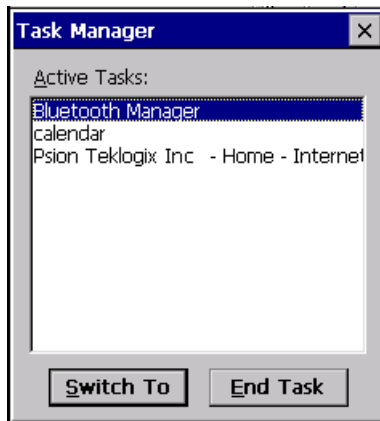 Task Manager
Active Tasks:
Bluetooth Manager
calendar
Psion Teklogix Inc - Home - Internet
Switch To
End Task